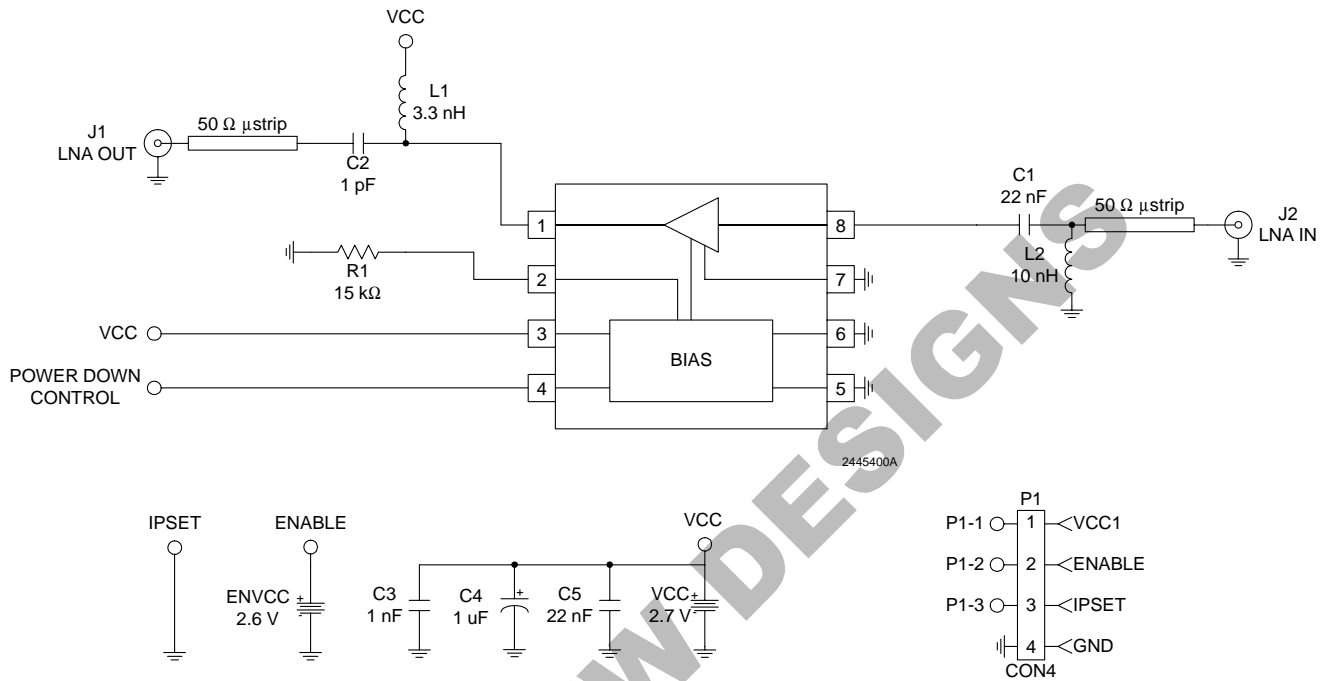 VCC
L1
3.3 nH
50 Ω µstrip
J1
LNA OUT
C2
1 pF
C1
22 nF
50 Ω µstrip
J2
LNA IN
L2
10 nH
1
8
R1
15 kΩ
2
7
VCC
3
6
BIAS
POWER DOWN
CONTROL
4
5
2445400A
IPSET
ENABLE
VCC
ENVCC
+
-
2.6 V
C3
1 nF
C4
1 uF
+
C5
22 nF
VCC
+
-
2.7 V
P1
P1-1
1
VCC1
P1-2
2
ENABLE
P1-3
3
IPSET
4
GND
CON4
W DESIGNS